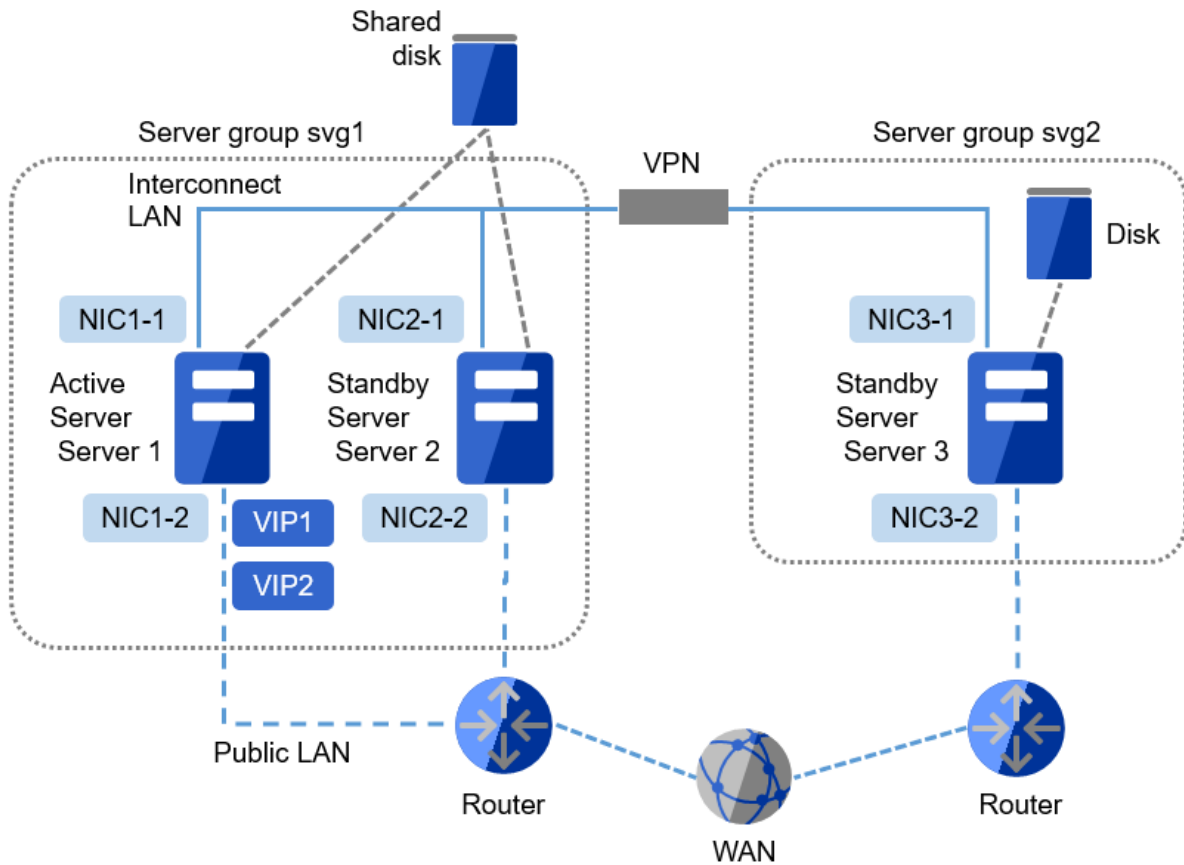 Shared
disk
Server group svg1
Server group svg2
VPN
Interconnect
LAN
Disk
NIC1-1
NIC2-1
NIC3-1
Active
Server
Server 1
Standby
Server
Server 2
Standby
Server
Server 3
NIC1-2
VIP1
NIC2-2
NIC3-2
VIP2
Public LAN
Router
Router
WAN